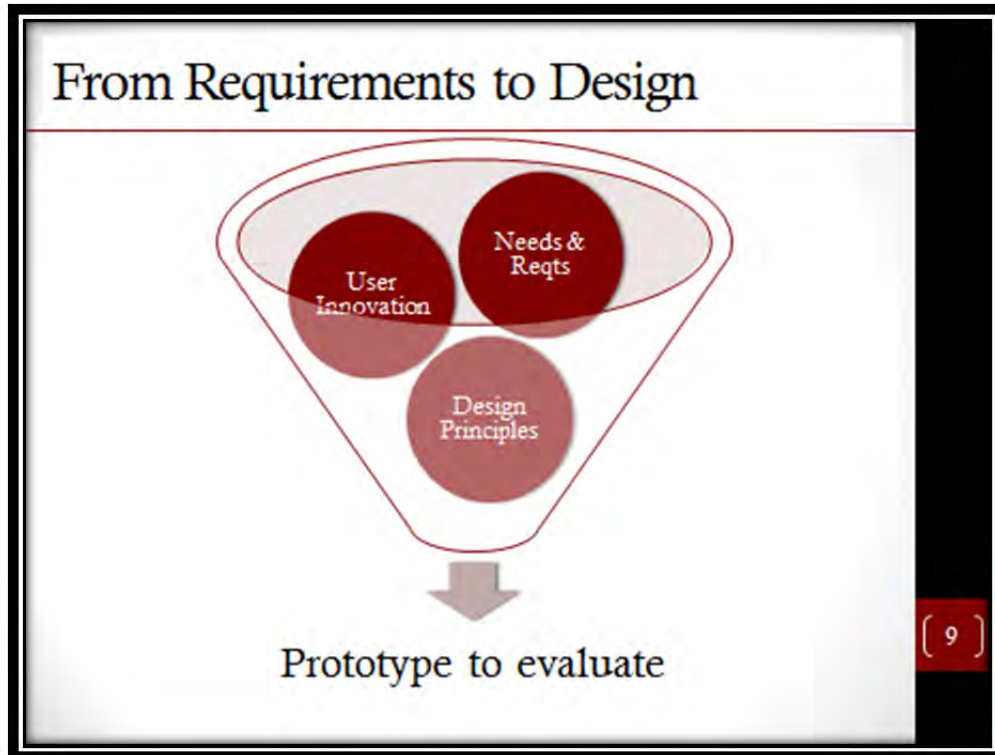 From Requirements to Design
Needs &
Reqts
User
Innovation
Design
Principles
Prototype to evaluate
[ 9 ]